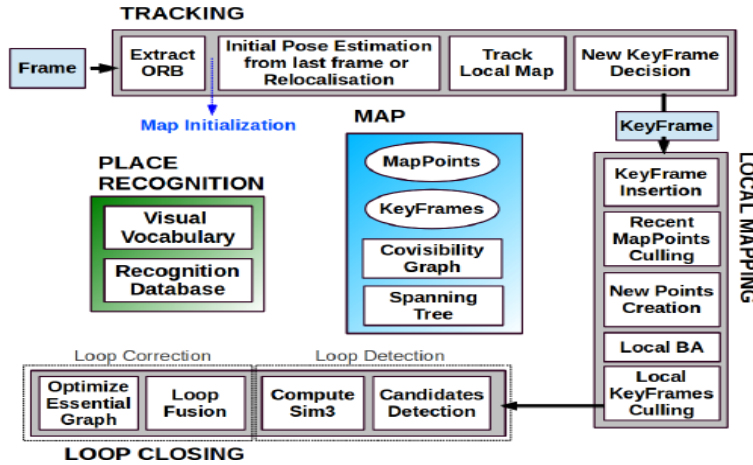 TRACKING
Frame
Extract
ORB
Initial Pose Estimation
from last frame or
Relocalisation
Track
Local Map
New KeyFrame
Decision
Map Initialization
KeyFrame
MAP
MapPoints
KeyFrames
Covisibility
Graph
Spanning
Tree
PLACE
RECOGNITION
Visual
Vocabulary
Recognition
Database
LOCAL MAPPING
KeyFrame
Insertion
Recent
MapPoints
Culling
New Points
Creation
Local BA
Local
KeyFrames
Culling
Loop Correction
Loop Detection
Optimize
Essential
Graph
Loop
Fusion
Compute
Sim3
Candidates
Detection
LOOP CLOSING